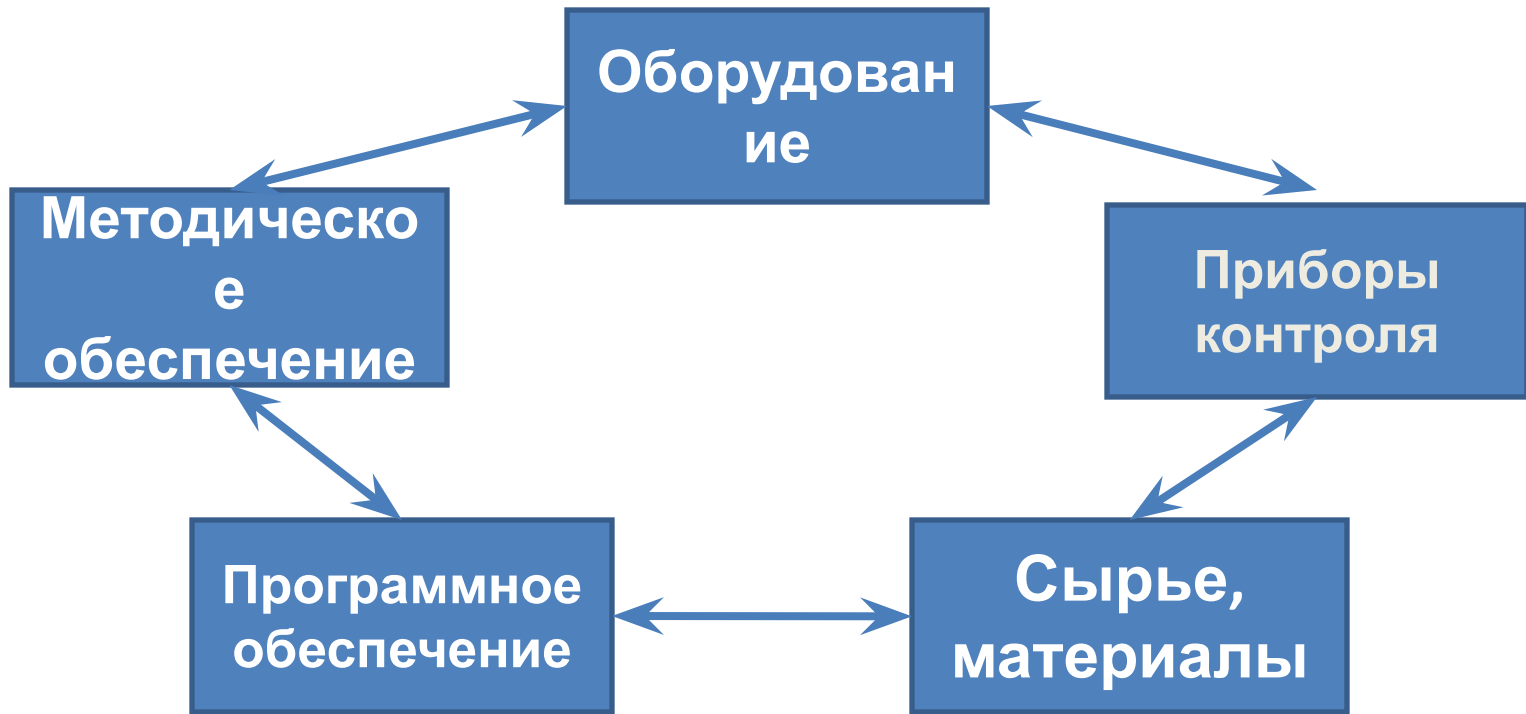 Оборудован
ие
Методическо
е
обеспечение
Приборы
контроля
Программное
обеспечение
Сырье,
материалы